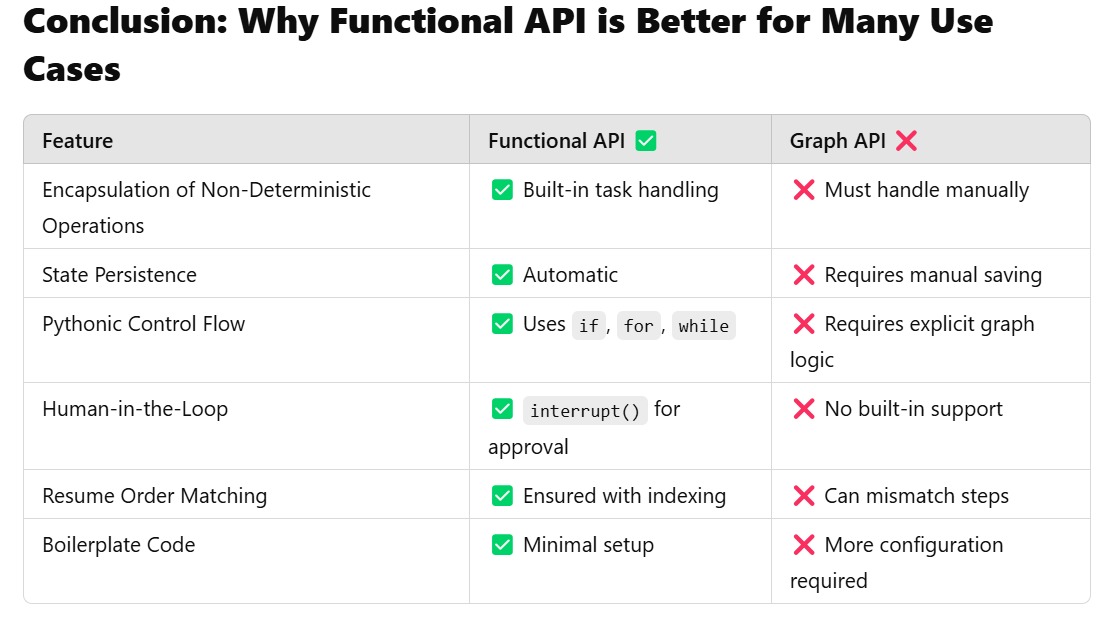 Conclusion: Why Functional API is Better for Many Use
Cases
Feature
Functional API ✅
Graph API ❌
Encapsulation of Non-Deterministic
Operations
✅ Built-in task handling
❌ Must handle manually
State Persistence
✅ Automatic
❌ Requires manual saving
Pythonic Control Flow
✅ Uses if, for, while
❌ Requires explicit graph
logic
Human-in-the-Loop
✅ interrupt() for
approval
❌ No built-in support
Resume Order Matching
✅ Ensured with indexing
❌ Can mismatch steps
Boilerplate Code
✅ Minimal setup
❌ More configuration
required